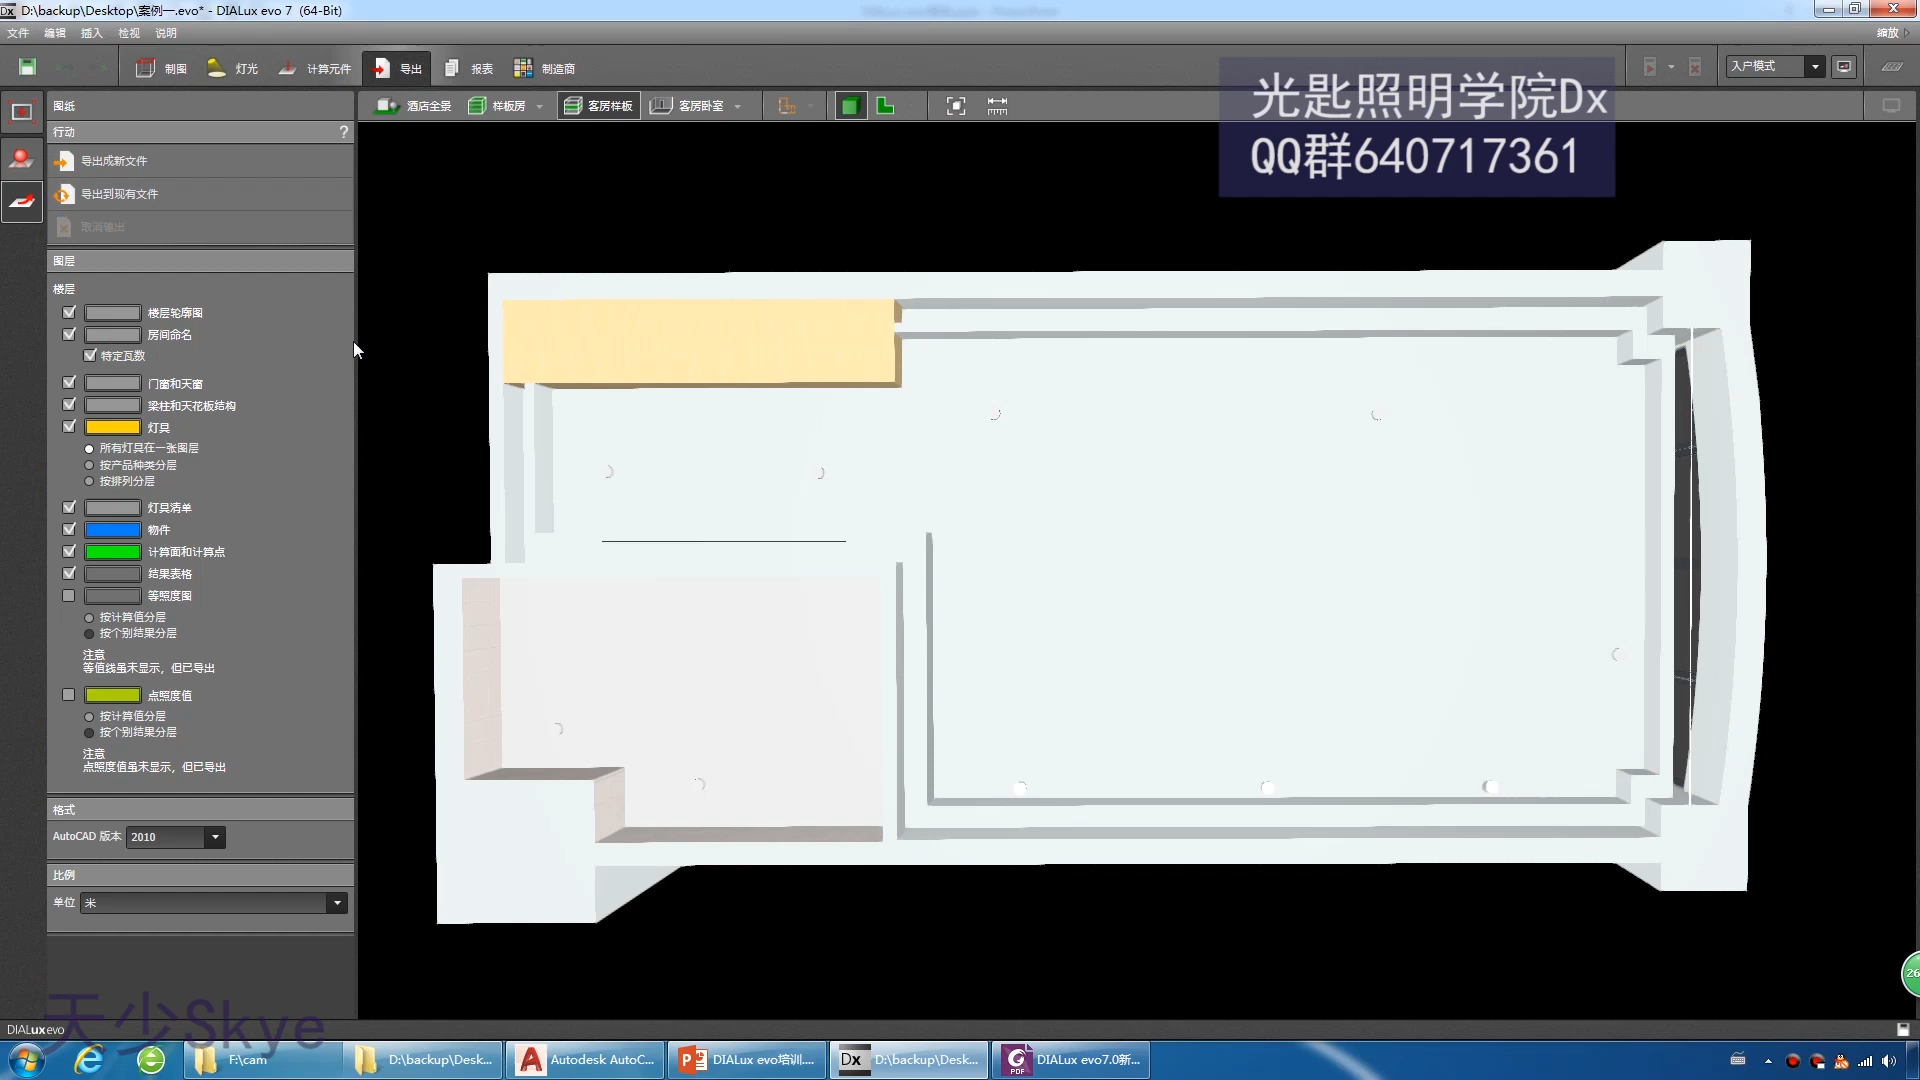 Dx D:\backup\Desktop\案例一.evo* - DIALux evo 7  (64-Bit)
文件 编辑 插入 检视 说明 缩放
制图 灯光 计算元件 导出 报表 制造商 入户模式
图纸 酒店全景 样板房 客房样板 客房卧室
光匙照明学院Dx
QQ群640717361
行动 ?
导出成新文件
导出到现有文件
取消输出
图层
楼层
楼层轮廓图
房间命名
特定瓦数
门窗和天窗
梁柱和天花板结构
灯具
所有灯具在一张图层
按产品种类分层
按排列分层
灯具清单
物件
计算面和计算点
结果表格
等照度图
按计算值分层
按个别结果分层
注意
等值线虽未显示，但已导出
点照度值
按计算值分层
按个别结果分层
注意
点照度值虽未显示，但已导出
格式
AutoCAD 版本 2010
比例
单位 米
26
天少Skye
DIALux evo
F:\cam D:\backup\Desk... Autodesk AutoC... DIALux evo培训.... Dx D:\backup\Desk... PDF DIALux evo7.0新...